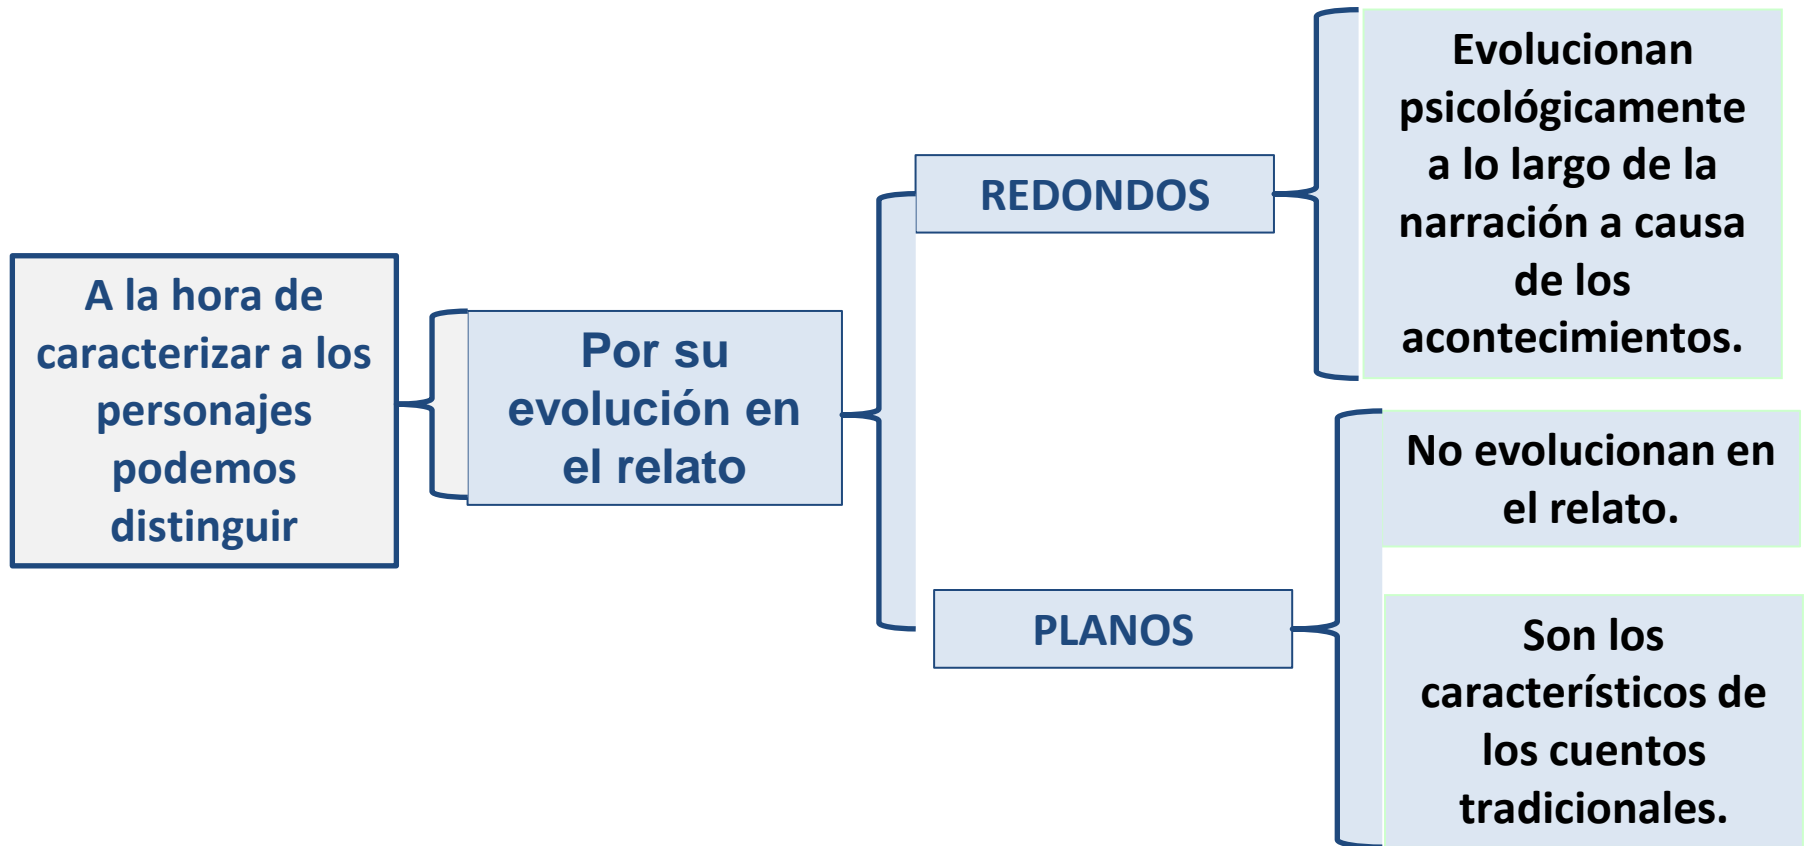 A la hora de
caracterizar a los
personajes
podemos
distinguir
Por su
evolución en
el relato
REDONDOS
Evolucionan
psicológicamente
a lo largo de la
narración a causa
de los
acontecimientos.
PLANOS
No evolucionan en
el relato.
Son los
característicos de
los cuentos
tradicionales.